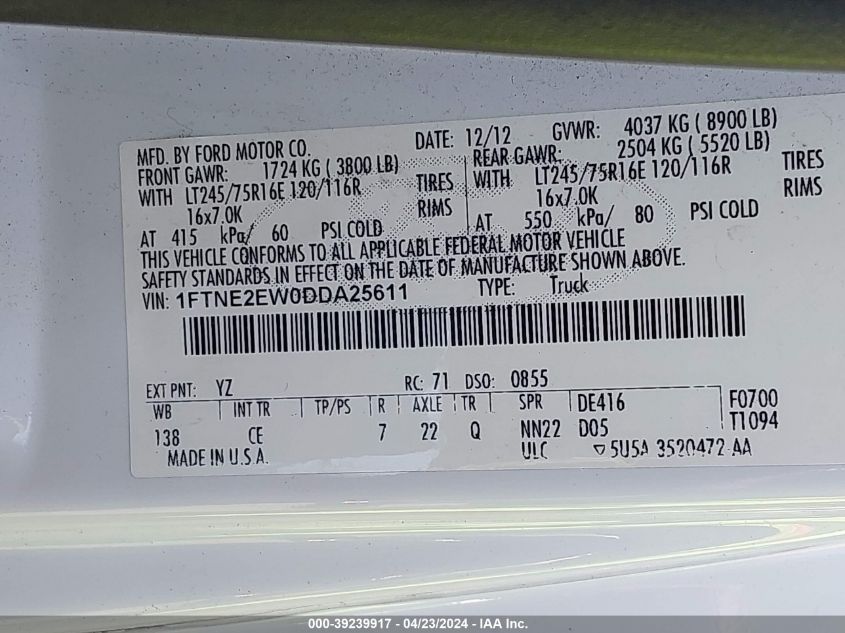 MFD. BY FORD MOTOR CO. DATE: 12/12 GVWR: 4037 KG ( 8900 LB)
FRONT GAWR: 1724 KG ( 3800 LB) REAR GAWR: 2504 KG ( 5520 LB)
WITH LT245/75R16E 120/116R TIRES WITH LT245/75R16E 120/116R TIRES
16x7.0K RIMS 16x7.0K RIMS
AT 415 kPa/ 60 PSI COLD AT 550 kPa/ 80 PSI COLD
THIS VEHICLE CONFORMS TO ALL APPLICABLE FEDERAL MOTOR VEHICLE
SAFETY STANDARDS IN EFFECT ON THE DATE OF MANUFACTURE SHOWN ABOVE.
VIN: 1FTNE2EW0DDA25611 TYPE: Truck
EXT PNT: YZ RC: 71 DSO: 0855
WB INT TR TP/PS R AXLE TR SPR DE416 F0700
138 CE 7 22 Q NN22 D05 T1094
MADE IN U.S.A. ULC ▽5U5A 3520472 AA
000-39239917 - 04/23/2024 - IAA Inc.